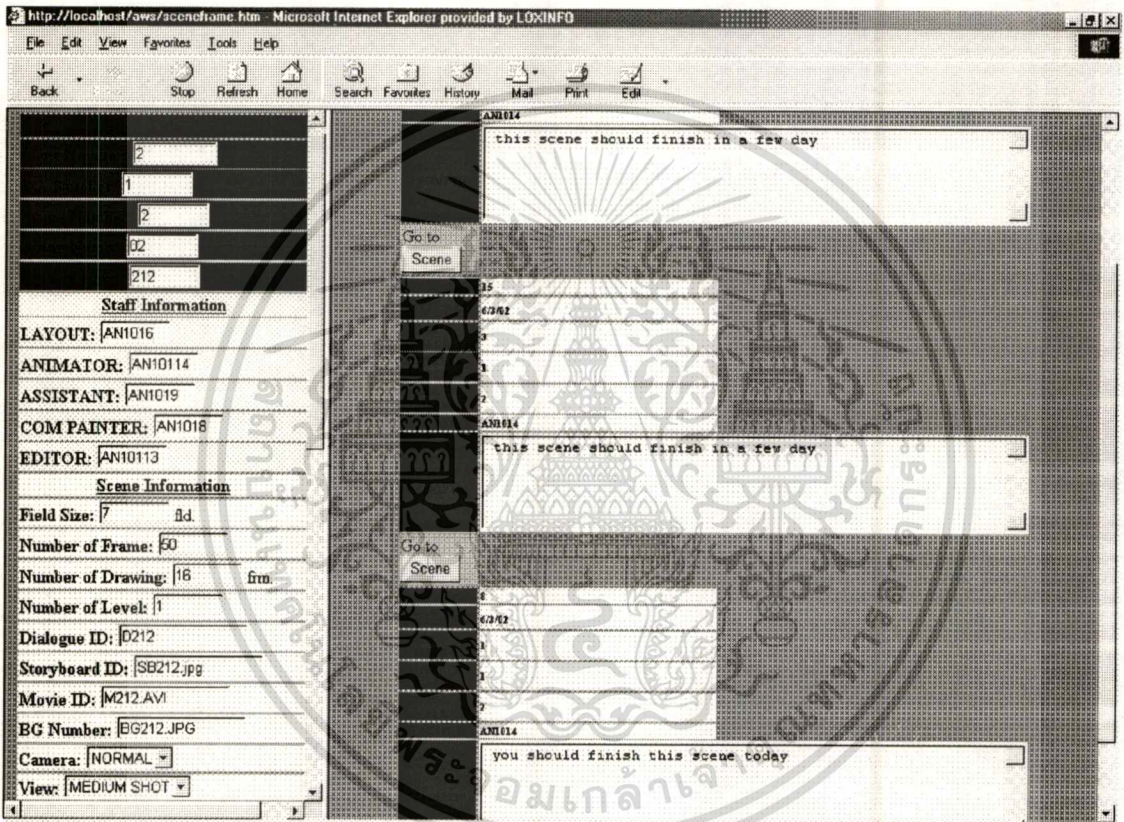 http://localhost/aws/sceneframe.htm - Microsoft Internet Explorer provided by LOXINFO
File Edit View Favorites Tools Help
Back Stop Refresh Home Search Favorites History Mail Print Edit
2
1
2
02
212
Staff Information
LAYOUT: AN1016
ANIMATOR: AN10114
ASSISTANT: AN1019
COM PAINTER: AN1018
EDITOR: AN10113
Scene Information
Field Size: 7 fld.
Number of Frame: 50
Number of Drawing: 16 frm.
Number of Level: 1
Dialogue ID: D212
Storyboard ID: SB212.jpg
Movie ID: M212.AVI
BG Number: BG212.JPG
Camera: NORMAL
View: MEDIUM SHOT
AN1014
this scene should finish in a few day
Go to
Scene
15
6/3/02
3
1
2
AN1014
this scene should finish in a few day
Go to
Scene
8
6/3/02
1
1
2
AN1014
you should finish this scene today